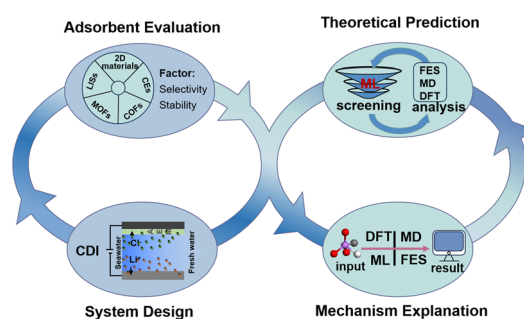 Adsorbent Evaluation
Theoretical Prediction
2D
materials
LISs
CEs
MOFs
COFs
Factor:
Selectivity
Stability
ML
screening
FES
MD
DFT
analysis
CDI
Seawater
A E M
Cl-
Li+
Fresh water
DFT MD
ML FES
input
result
System Design
Mechanism Explanation